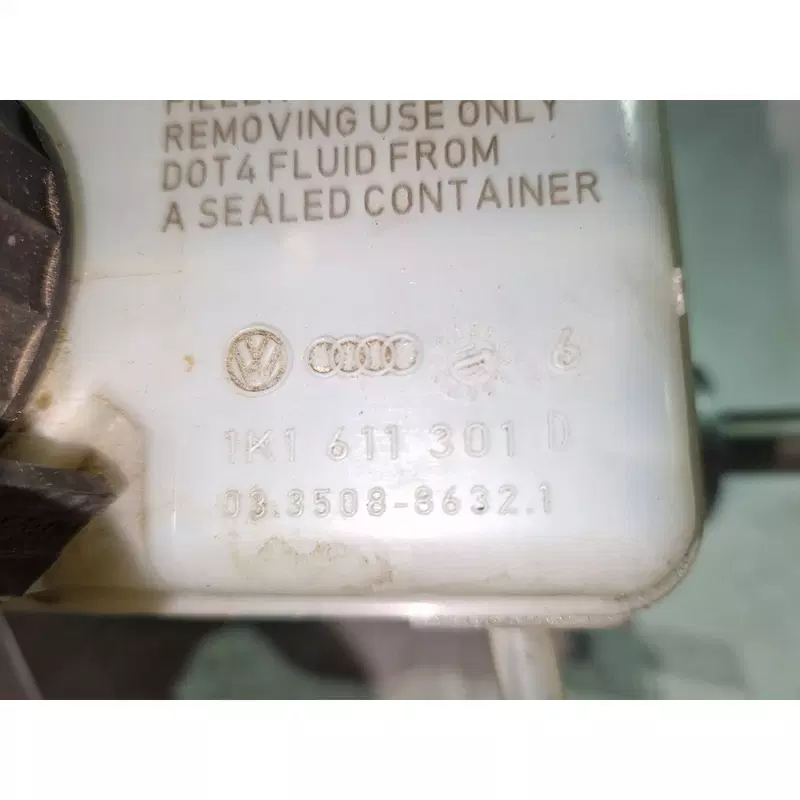 REMOVING USE ONLY
DOT4 FLUID FROM
A SEALED CONTAINER
6
1K1 611 301 D
03.3508-8632.1